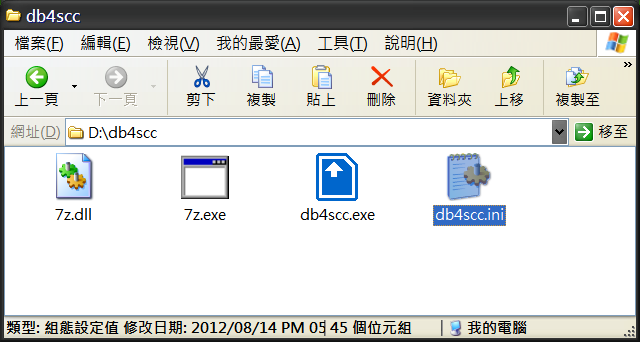 db4scc
檔案(F) 編輯(E) 檢視(V) 我的最愛(A) 工具(T) 說明(H)
上一頁 下一頁 剪下 複製 貼上 刪除 資料夾 上移 複製至
網址(D) D:\db4scc 移至
7z.dll 7z.exe db4scc.exe db4scc.ini
類型: 組態設定值 修改日期: 2012/08/14 PM 05 45 個位元組 我的電腦